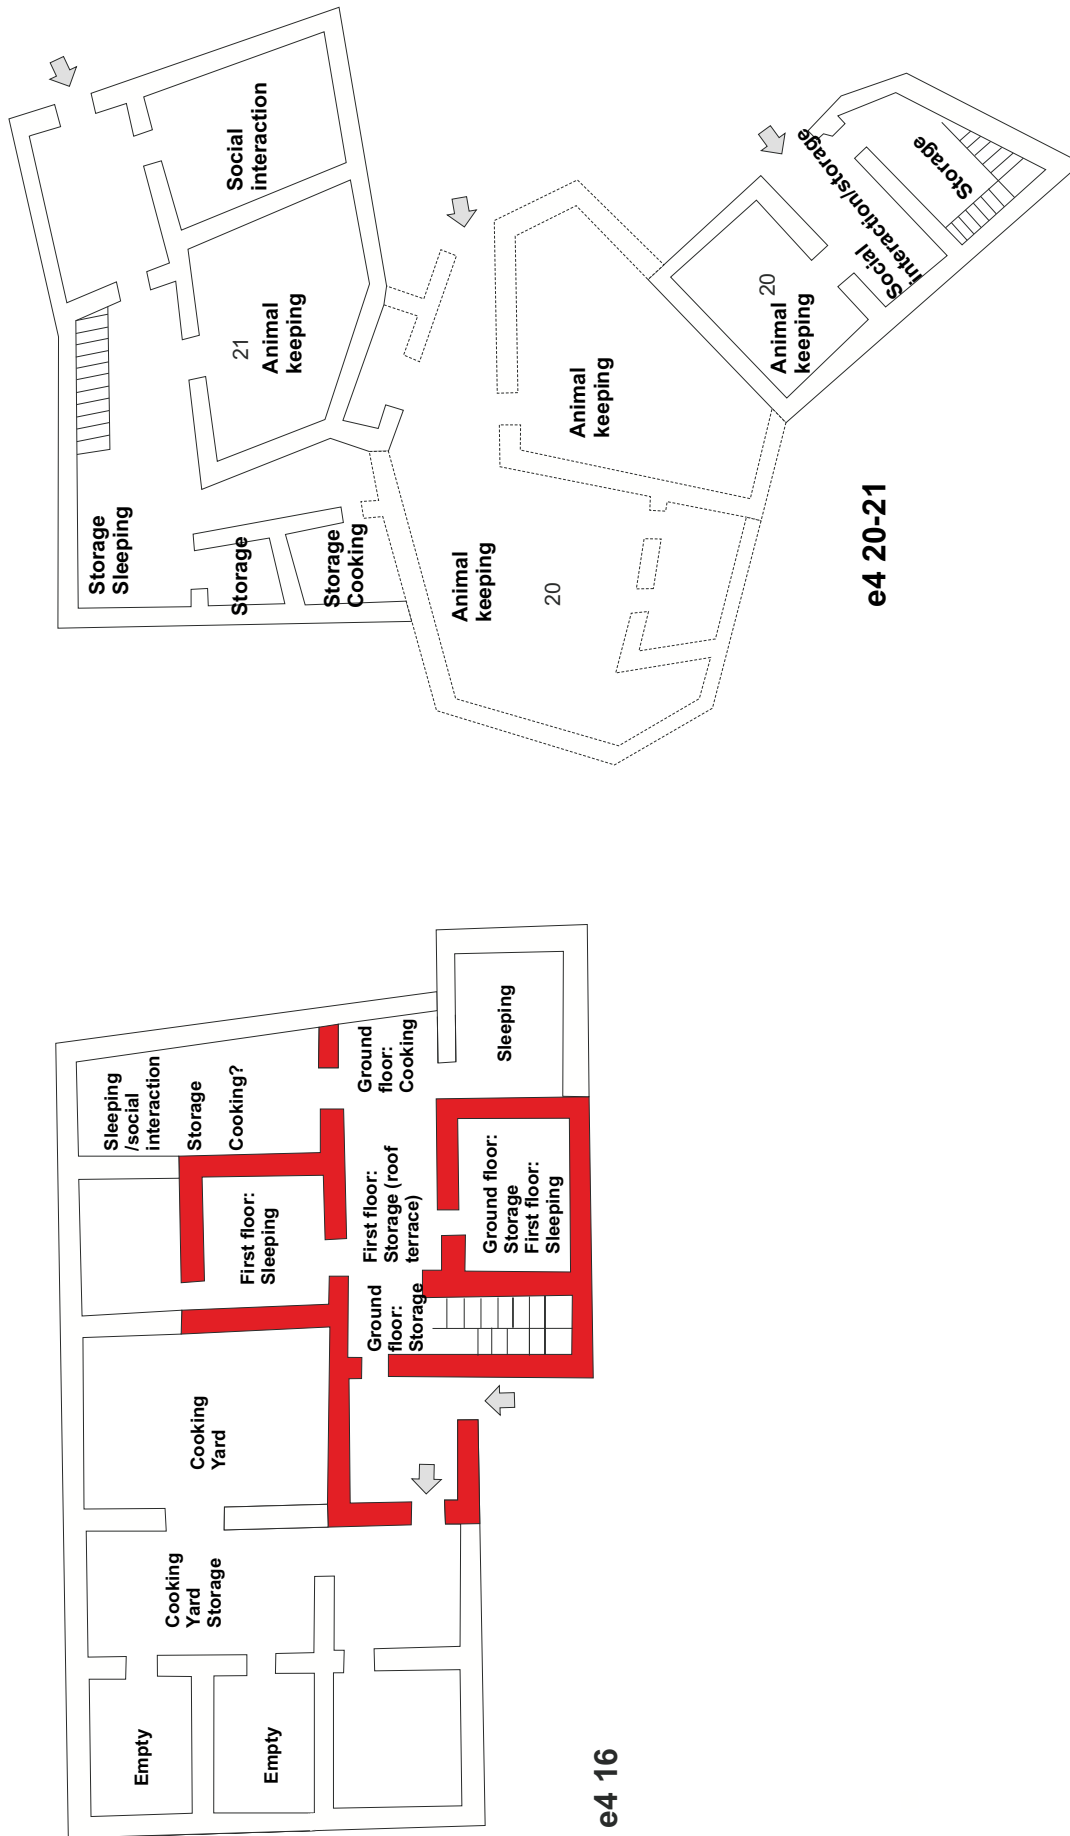 Social
interaction
21
Animal
keeping
Storage
Sleeping
Storage
Storage
Cooking
Animal
keeping
20
Animal
keeping
20
Animal
keeping
Social
interaction/storage
Storage
e4 20-21
Sleeping
/social
interaction
Storage
Cooking?
Ground
floor:
Cooking
Sleeping
First floor:
Sleeping
First floor:
Storage (roof
terrace)
Ground floor:
Storage
First floor:
Sleeping
Ground
floor:
Storage
Cooking
Yard
Cooking
Yard
Storage
Empty
Empty
e4 16